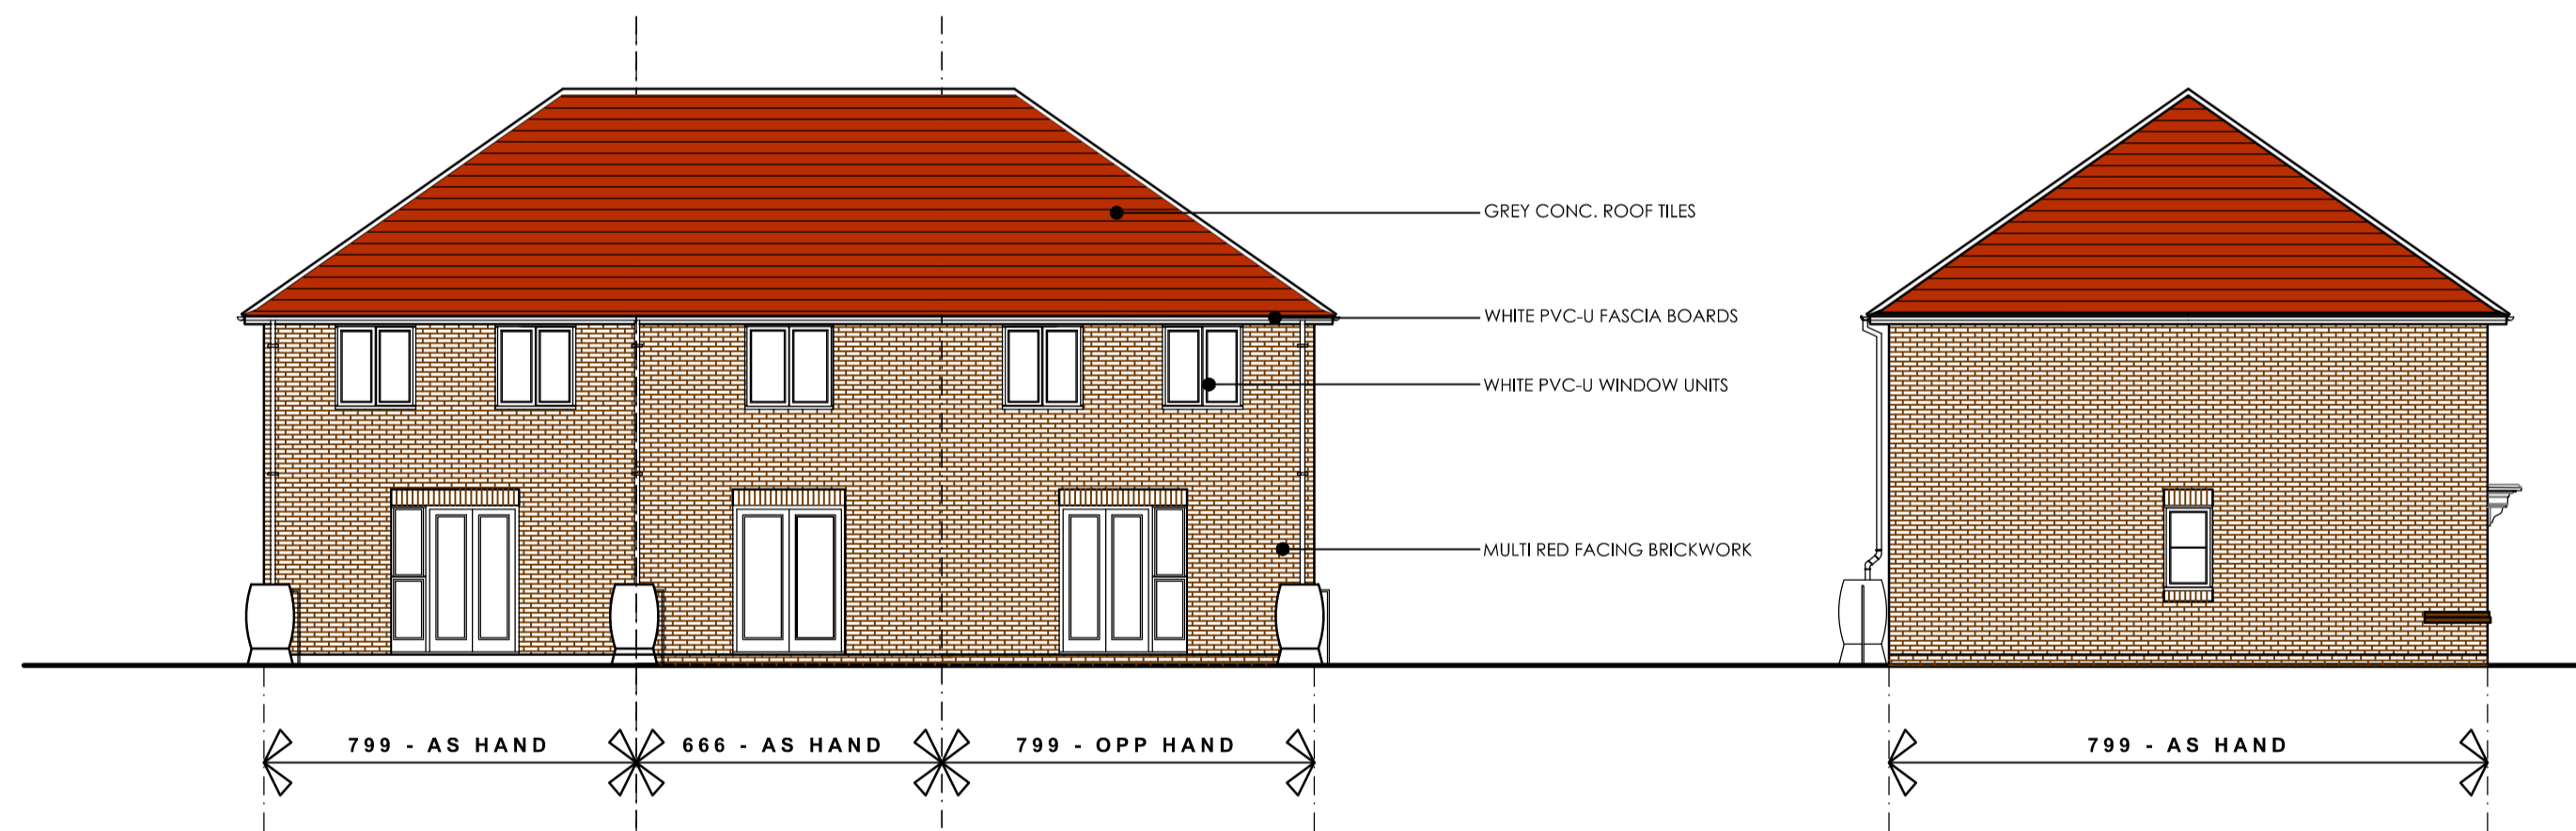 GREY CONC. ROOF TILES
WHITE PVC-U FASCIA BOARDS
WHITE PVC-U WINDOW UNITS
MULTI RED FACING BRICKWORK
799 - AS HAND
666 - AS HAND
799 - OPP HAND
799 - AS HAND